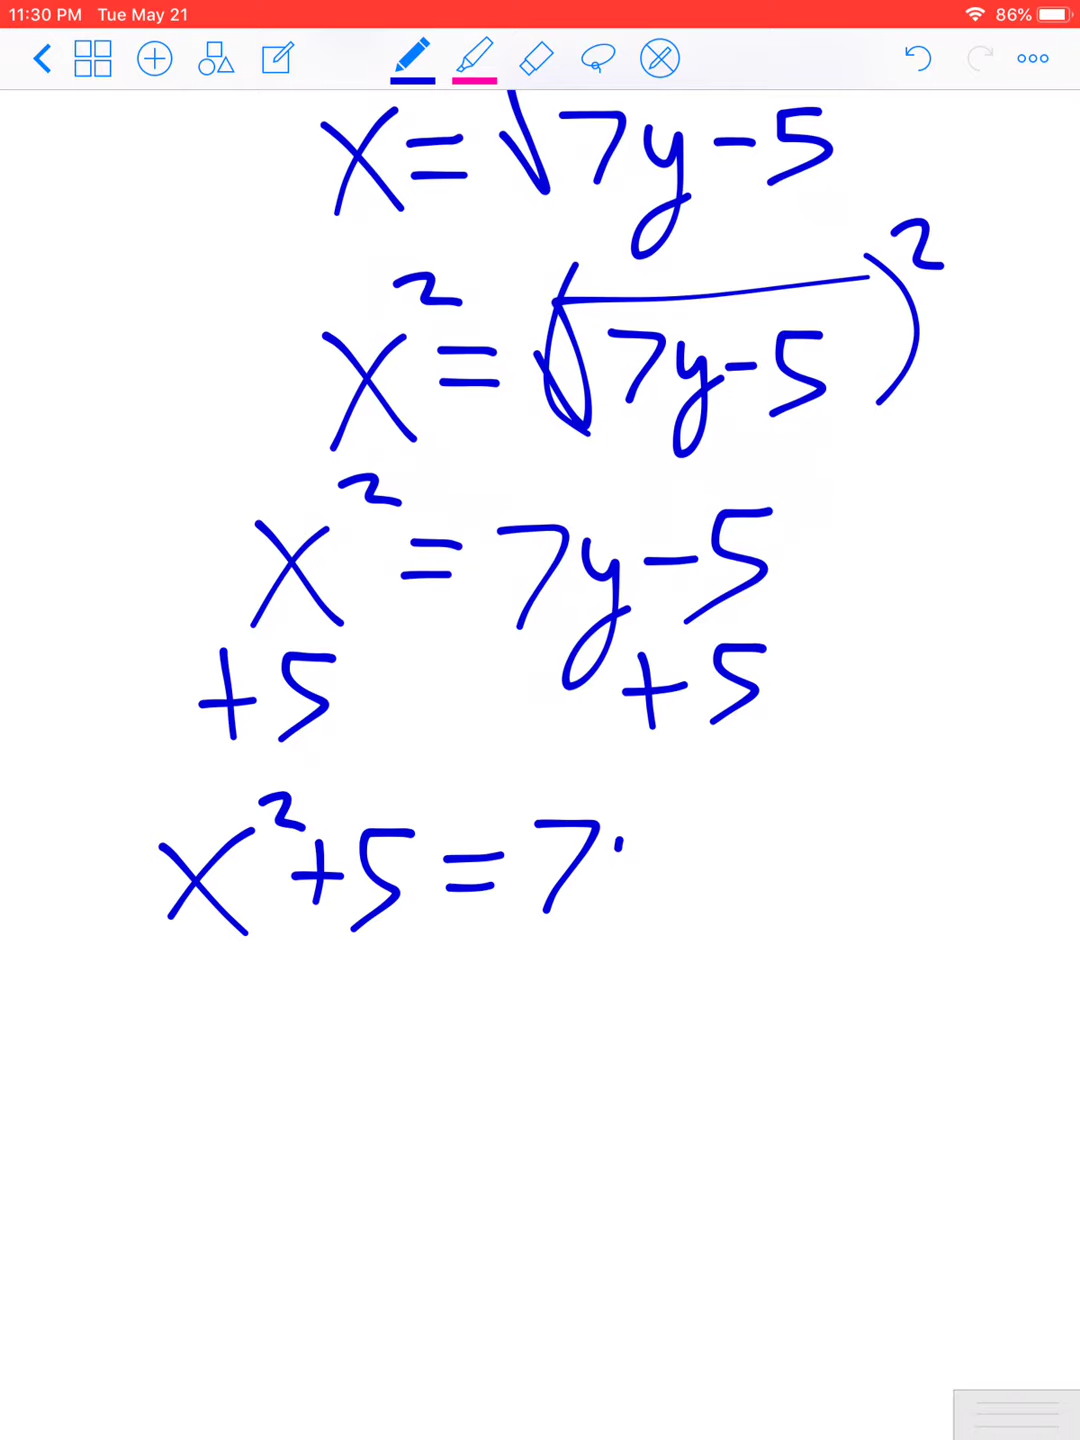 11:30 PM Tue May 21 86%
x = √7y - 5
x² = (√7y - 5)²
x² = 7y - 5
+5 +5
x² + 5 = 7